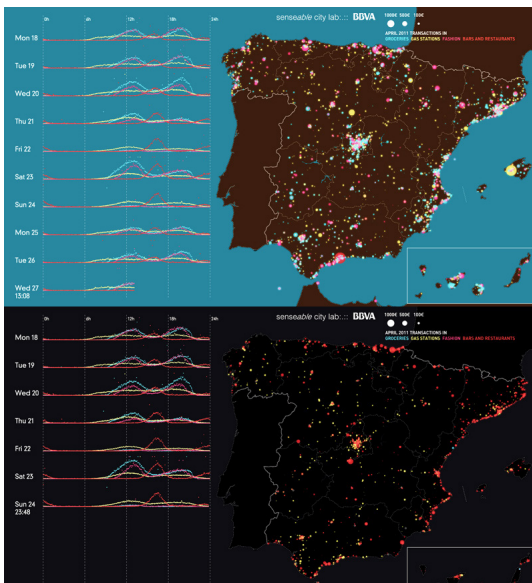 0h 6h 12h 18h 24h
senseable city lab:.:: BBVA
1000€ 500€ 100€
APRIL 2011 TRANSACTIONS IN
GROCERIES GAS STATIONS FASHION BARS AND RESTAURANTS
Mon 18
Tue 19
Wed 20
Thu 21
Fri 22
Sat 23
Sun 24
Mon 25
Tue 26
Wed 27
13:08
0h 6h 12h 18h 24h
senseable city lab:.:: BBVA
1000€ 500€ 100€
APRIL 2011 TRANSACTIONS IN
GROCERIES GAS STATIONS FASHION BARS AND RESTAURANTS
Mon 18
Tue 19
Wed 20
Thu 21
Fri 22
Sat 23
Sun 24
23:48